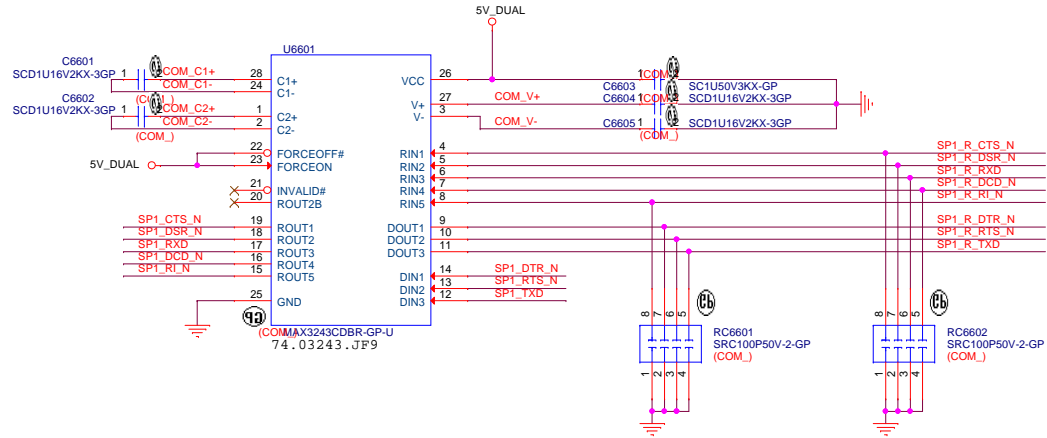 5V_DUAL
U6601
C6601
SCD1U16V2KX-3GP
1
2
COM_C1+
COM_C1-
28
24
C1+
C1-
(COM_)
C6602
SCD1U16V2KX-3GP
1
2
COM_C2+
COM_C2-
1
2
C2+
C2-
(COM_)
5V_DUAL
22
23
FORCEOFF#
FORCEON
21
20
INVALID#
ROUT2B
SP1_CTS_N
19
ROUT1
SP1_DSR_N
18
ROUT2
SP1_RXD
17
ROUT3
SP1_DCD_N
16
ROUT4
SP1_RI_N
15
ROUT5
25
GND
(COM_)
MAX3243CDBR-GP-U
74.03243.JF9
VCC
26
V+
27
COM_V+
V-
3
COM_V-
1
(COM_)
2
C6603
SC1U50V3KX-GP
1
(COM_)
2
C6604
SCD1U16V2KX-3GP
1
2
C6605
SCD1U16V2KX-3GP
(COM_)
RIN1
4
SP1_R_CTS_N
RIN2
5
SP1_R_DSR_N
RIN3
6
SP1_R_RXD
RIN4
7
SP1_R_DCD_N
RIN5
8
SP1_R_RI_N
DOUT1
9
SP1_R_DTR_N
DOUT2
10
SP1_R_RTS_N
DOUT3
11
SP1_R_TXD
DIN1
14
SP1_DTR_N
DIN2
13
SP1_RTS_N
DIN3
12
SP1_TXD
8
7
6
5
RC6601
SRC100P50V-2-GP
(COM_)
1
2
3
4
8
7
6
5
RC6602
SRC100P50V-2-GP
(COM_)
1
2
3
4